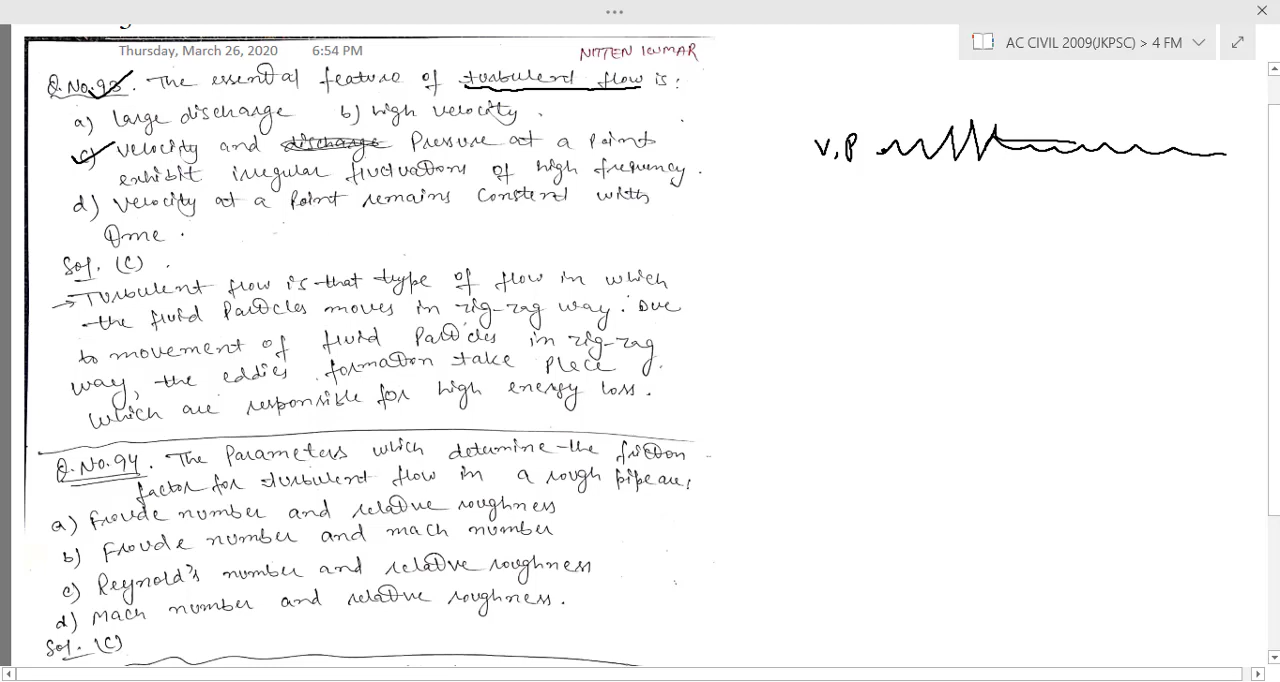 Thursday, March 26, 2020 6:54 PM
NITTEN KUMAR
AC CIVIL 2009(JKPSC) > 4 FM
Q.No.93. The essential feature of turbulent flow is:
a) large discharge b) high velocity.
c) velocity and discharge Pressure at a Point
exhibit irregular fluctuations of high frequency.
d) velocity at a Point remains constent with
time.
Sol. (C).
→ Turbulent flow is that type of flow in which
the fluid Particles moves in zig-zag way. Due
to movement of fluid Particles in zig-zag
way, the eddies formation take Plece
which are responsible for high energy loss.
Q.No.94. The Parameters which determine the friction
factor for turbulent flow in a rough pipe are;
a) Froude number and relative roughness
b) Froude number and mach number
c) Reynold's number and relative roughness
d) Mach number and relative roughness.
Sol. (C)
V, P